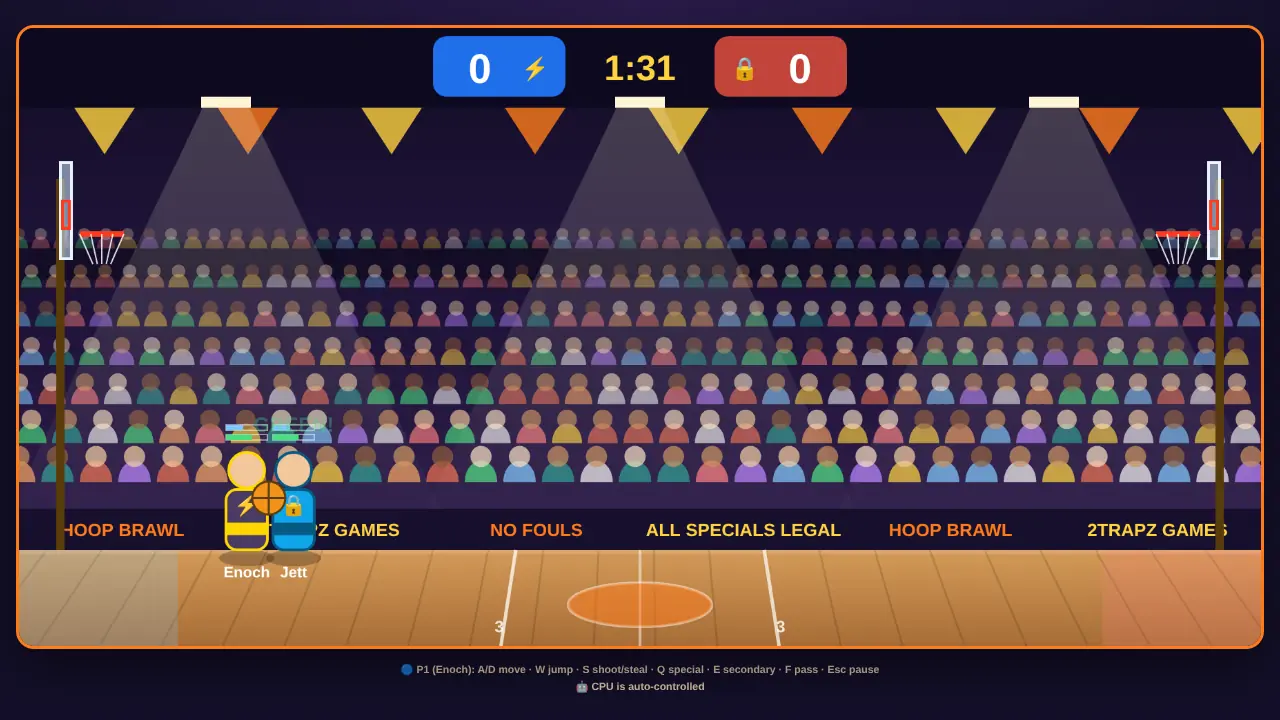 0 ⚡ 1:31 🔒 0
HOOP BRAWL Z GAMES NO FOULS ALL SPECIALS LEGAL HOOP BRAWL 2TRAPZ GAMES
Enoch Jett
3 3
🔵 P1 (Enoch): A/D move · W jump · S shoot/steal · Q special · E secondary · F pass · Esc pause
🤖 CPU is auto-controlled